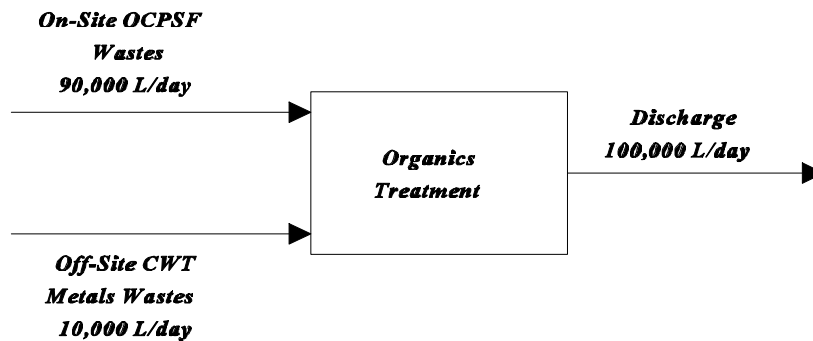 On-Site OCPSF
Wastes
90,000 L/day
Organics
Treatment
Discharge
100,000 L/day
Off-Site CWT
Metals Wastes
10,000 L/day